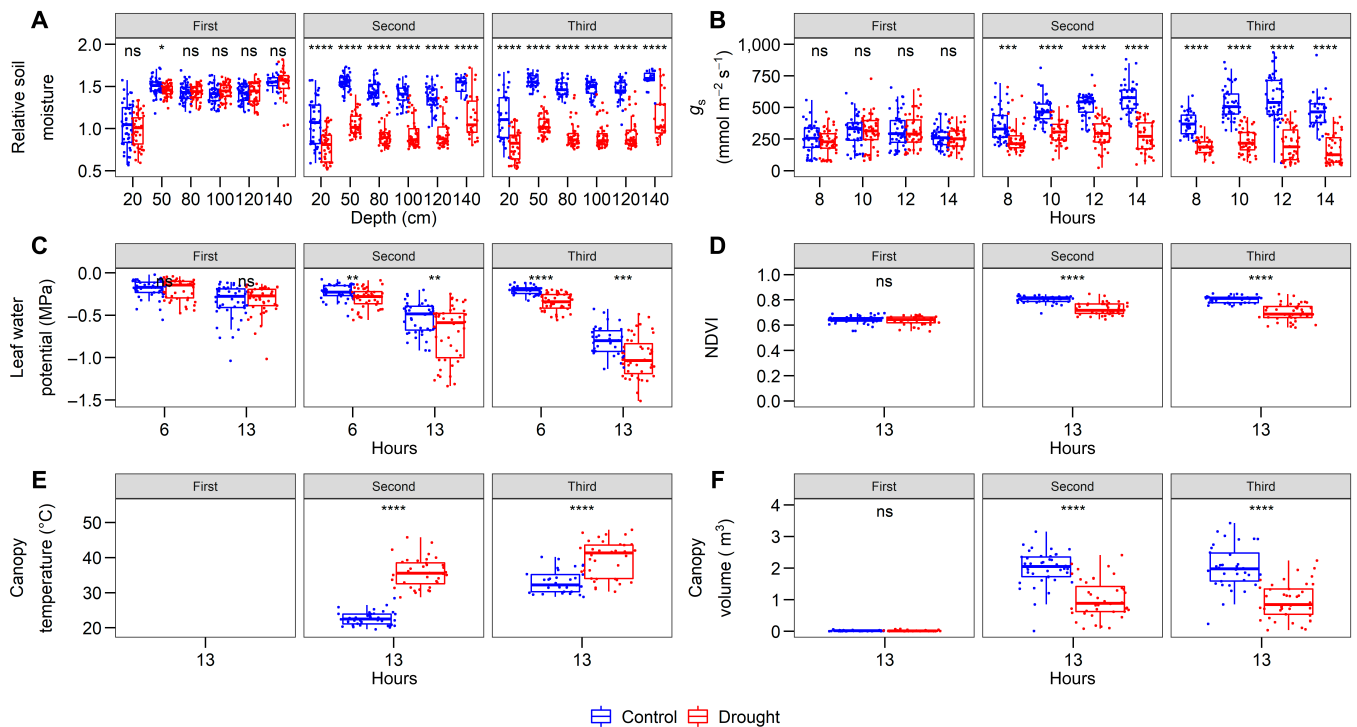 A
First
Second
Third
ns * ns ns ns ns
**** **** **** **** **** ****
**** **** **** **** **** ****
Relative soil
moisture
2.0
1.5
1.0
0.5
20 50 80 100 120 140
20 50 80 100 120 140
20 50 80 100 120 140
Depth (cm)
B
First
Second
Third
ns ns ns ns
*** **** **** ****
**** **** **** ****
gs
(mmol m−2 s−1)
1,000
750
500
250
0
8 10 12 14
8 10 12 14
8 10 12 14
Hours
C
First
Second
Third
ns ns
** **
**** ***
Leaf water
potential (MPa)
0.0
−0.5
−1.0
−1.5
6 13
6 13
6 13
Hours
D
First
Second
Third
ns
****
****
NDVI
1.0
0.8
0.6
0.4
0.2
0.0
13
13
13
Hours
E
First
Second
Third
****
****
Canopy
temperature (°C)
50
40
30
20
13
13
13
Hours
F
First
Second
Third
ns
****
****
Canopy
volume ( m3)
4
3
2
1
0
13
13
13
Hours
Control Drought